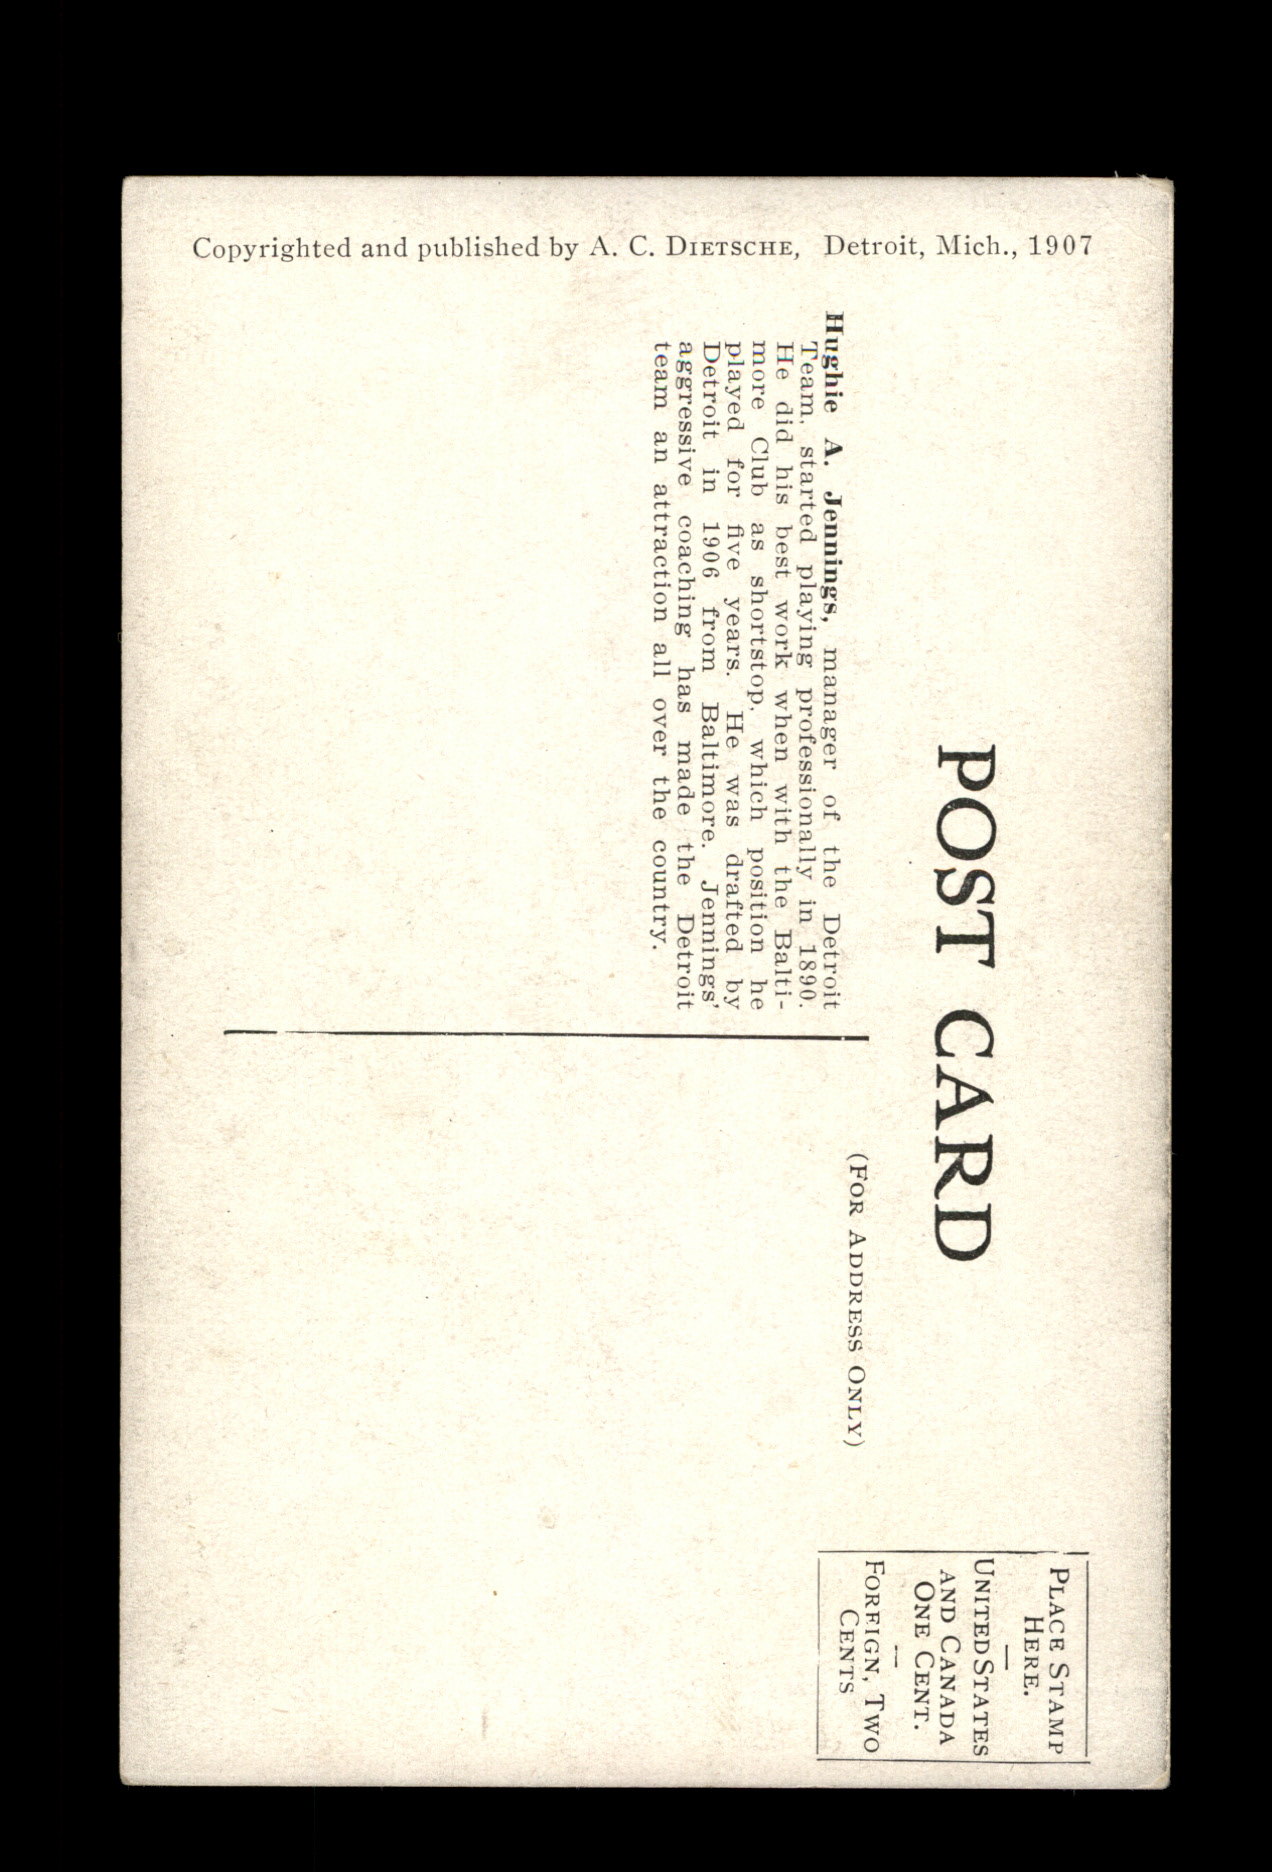 Copyrighted and published by A. C. DIETSCHE, Detroit, Mich., 1907
POST CARD
Hughie A. Jennings, manager of the Detroit
Team, started playing professionally in 1890.
He did his best work when with the Balti-
more Club as shortstop, which position he
played for five years. He was drafted by
Detroit in 1906 from Baltimore. Jennings'
aggressive coaching has made the Detroit
team an attraction all over the country.
(FOR ADDRESS ONLY)
PLACE STAMP
HERE.
—
UNITED STATES
AND CANADA
ONE CENT.
—
FOREIGN, TWO
CENTS